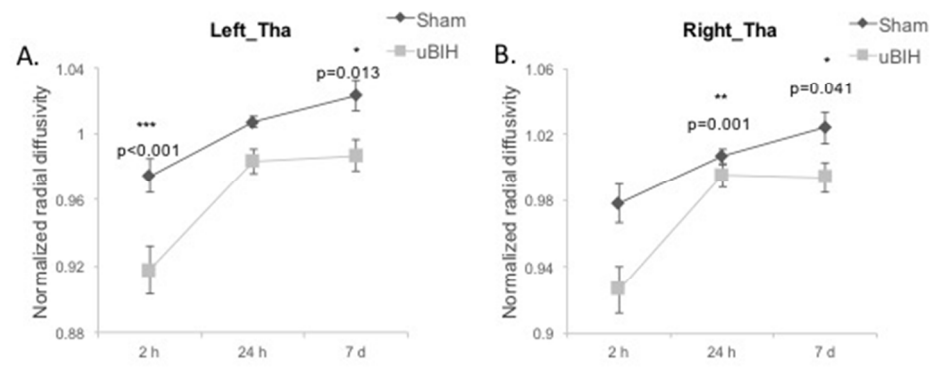 A.
Left_Tha
Sham
uBIH
Normalized radial diffusivity
1.04
1
0.96
0.92
0.88
***
p<0.001
*
p=0.013
2 h
24 h
7 d
B.
Right_Tha
Sham
uBIH
Normalized radial diffusivity
1.06
1.02
0.98
0.94
0.9
**
p=0.001
*
p=0.041
2 h
24 h
7 d